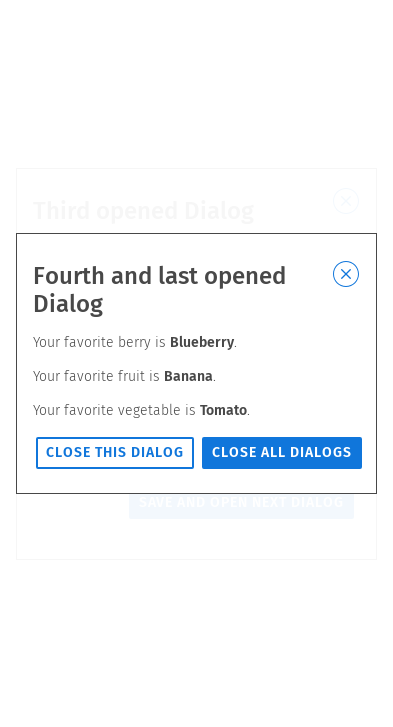 Third opened Dialog
Fourth and last opened
Dialog
Your favorite berry is Blueberry.
Your favorite fruit is Banana.
Your favorite vegetable is Tomato.
CLOSE THIS DIALOG CLOSE ALL DIALOGS
SAVE AND OPEN NEXT DIALOG